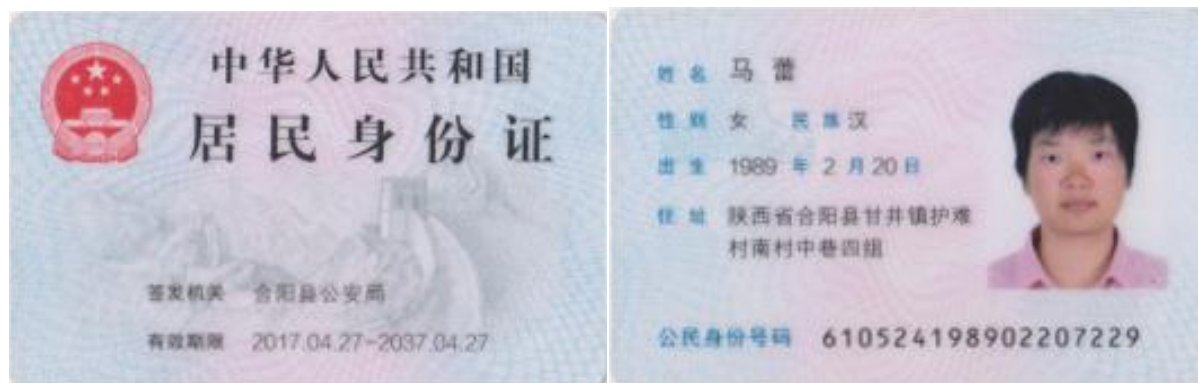 中华人民共和国
居民身份证
签发机关 合阳县公安局
有效期限 2017.04.27-2037.04.27
姓名 马蕾
性别 女 民族 汉
出生 1989 年 2 月 20 日
住址 陕西省合阳县甘井镇护难
村南村中巷四组
公民身份号码 610524198902207229